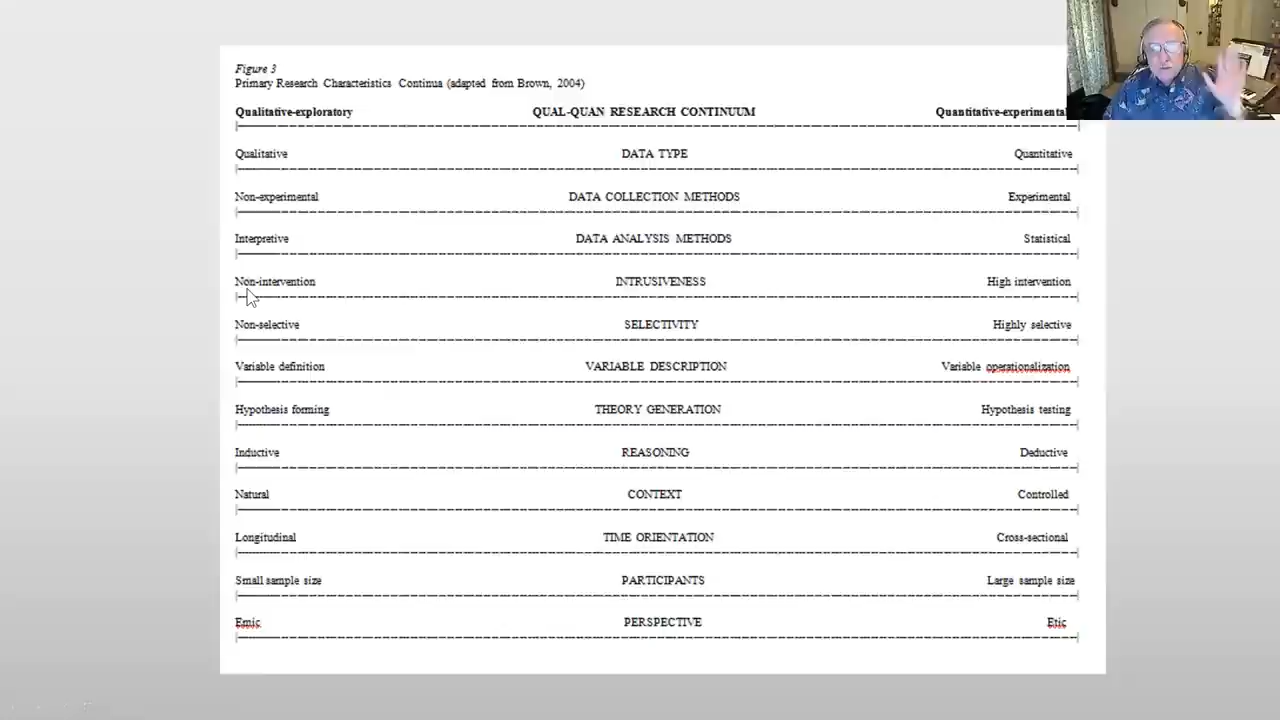 Figure 3
Primary Research Characteristics Continua (adapted from Brown, 2004)
Qualitative-exploratory QUAL-QUAN RESEARCH CONTINUUM Quantitative-experimental
Qualitative DATA TYPE Quantitative
Non-experimental DATA COLLECTION METHODS Experimental
Interpretive DATA ANALYSIS METHODS Statistical
Non-intervention INTRUSIVENESS High intervention
Non-selective SELECTIVITY Highly selective
Variable definition VARIABLE DESCRIPTION Variable operationalization
Hypothesis forming THEORY GENERATION Hypothesis testing
Inductive REASONING Deductive
Natural CONTEXT Controlled
Longitudinal TIME ORIENTATION Cross-sectional
Small sample size PARTICIPANTS Large sample size
Emic PERSPECTIVE Etic